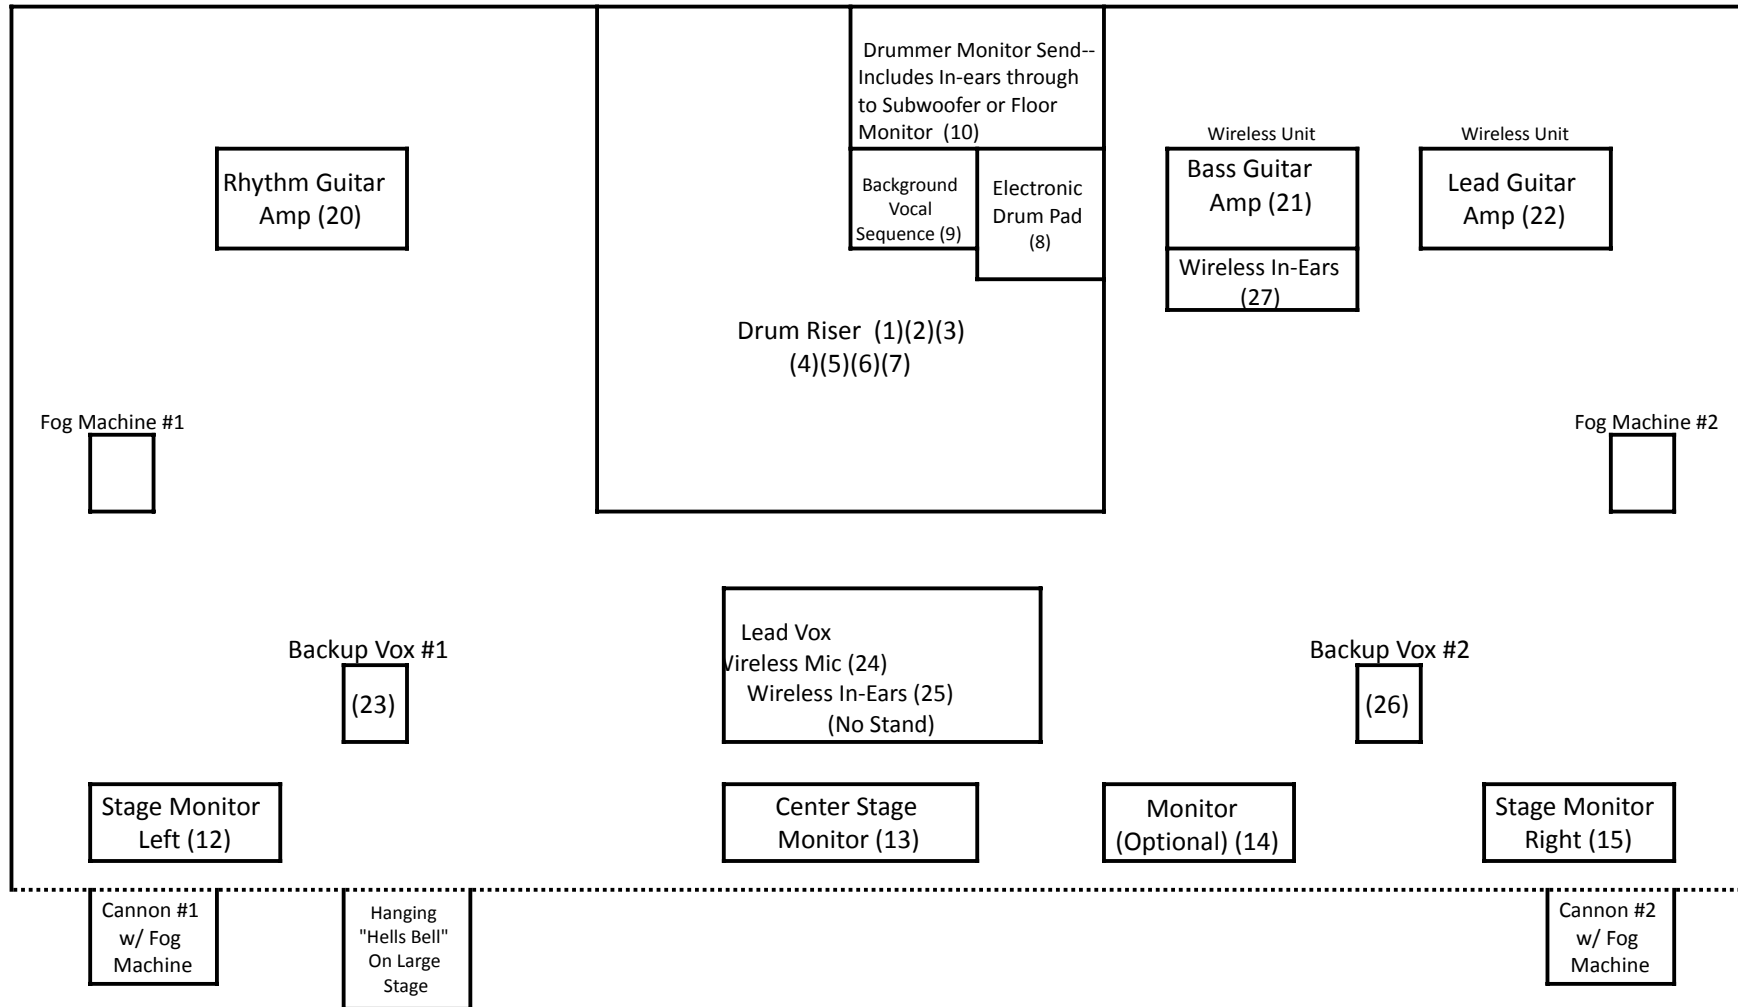 Drummer Monitor Send--
Includes In-ears through
to Subwoofer or Floor
Monitor (10)
Wireless Unit
Wireless Unit
Rhythm Guitar
Amp (20)
Background
Vocal
Sequence (9)
Electronic
Drum Pad
(8)
Bass Guitar
Amp (21)
Lead Guitar
Amp (22)
Wireless In-Ears
(27)
Drum Riser (1)(2)(3)
(4)(5)(6)(7)
Fog Machine #1
Fog Machine #2
Backup Vox #1
(23)
Lead Vox
Wireless Mic (24)
Wireless In-Ears (25)
(No Stand)
Backup Vox #2
(26)
Stage Monitor
Left (12)
Center Stage
Monitor (13)
Monitor
(Optional) (14)
Stage Monitor
Right (15)
Cannon #1
w/ Fog
Machine
Hanging
"Hells Bell"
On Large
Stage
Cannon #2
w/ Fog
Machine